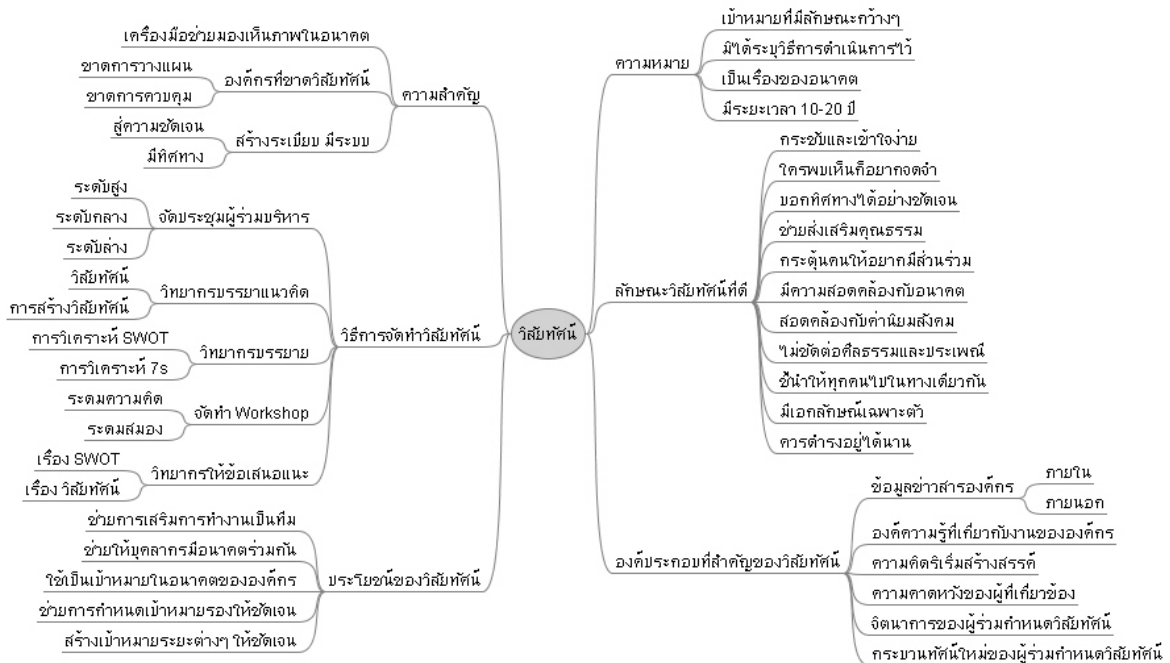 วิสัยทัศน์
ความหมาย
เป้าหมายที่มีลักษณะกว้างๆ
มิได้ระบุวิธีการดำเนินการไว้
เป็นเรื่องของอนาคต
มีระยะเวลา 10-20 ปี
ลักษณะวิสัยทัศน์ที่ดี
กระชับและเข้าใจง่าย
ใครพบเห็นก็อยากจดจำ
บอกทิศทางได้อย่างชัดเจน
ช่วยส่งเสริมคุณธรรม
กระตุ้นคนให้อยากมีส่วนร่วม
มีความสอดคล้องกับอนาคต
สอดคล้องกับค่านิยมสังคม
ไม่ขัดต่อศีลธรรมและประเพณี
ชี้นำให้ทุกคนไปในทางเดียวกัน
มีเอกลักษณ์เฉพาะตัว
ควรดำรงอยู่ได้นาน
องค์ประกอบที่สำคัญของวิสัยทัศน์
ข้อมูลข่าวสารองค์กร
ภายใน
ภายนอก
องค์ความรู้ที่เกี่ยวกับงานขององค์กร
ความคิดริเริ่มสร้างสรรค์
ความคาดหวังของผู้ที่เกี่ยวข้อง
จิตนาการของผู้ร่วมกำหนดวิสัยทัศน์
กระบวนทัศน์ใหม่ของผู้ร่วมกำหนดวิสัยทัศน์
ความสำคัญ
เครื่องมือช่วยมองเห็นภาพในอนาคต
องค์กรที่ขาดวิสัยทัศน์
ขาดการวางแผน
ขาดการควบคุม
สร้างระเบียบ มีระบบ
สู่ความชัดเจน
มีทิศทาง
วิธีการจัดทำวิสัยทัศน์
จัดประชุมผู้ร่วมบริหาร
ระดับสูง
ระดับกลาง
ระดับล่าง
วิทยากรบรรยาแนวคิด
วิสัยทัศน์
การสร้างวิสัยทัศน์
วิทยากรบรรยาย
การวิเคราะห์ SWOT
การวิเคราะห์ 7s
จัดทำ Workshop
ระดมความคิด
ระดมสมอง
วิทยากรให้ข้อเสนอแนะ
เรื่อง SWOT
เรื่อง วิสัยทัศน์
ประโยชน์ของวิสัยทัศน์
ช่วยการเสริมการทำงานเป็นทีม
ช่วยให้บุคลากรมีอนาคตร่วมกัน
ใช้เป็นเป้าหมายในอนาคตขององค์กร
ช่วยการกำหนดเป้าหมายรองให้ชัดเจน
สร้างเป้าหมายระยะต่างๆ ให้ชัดเจน